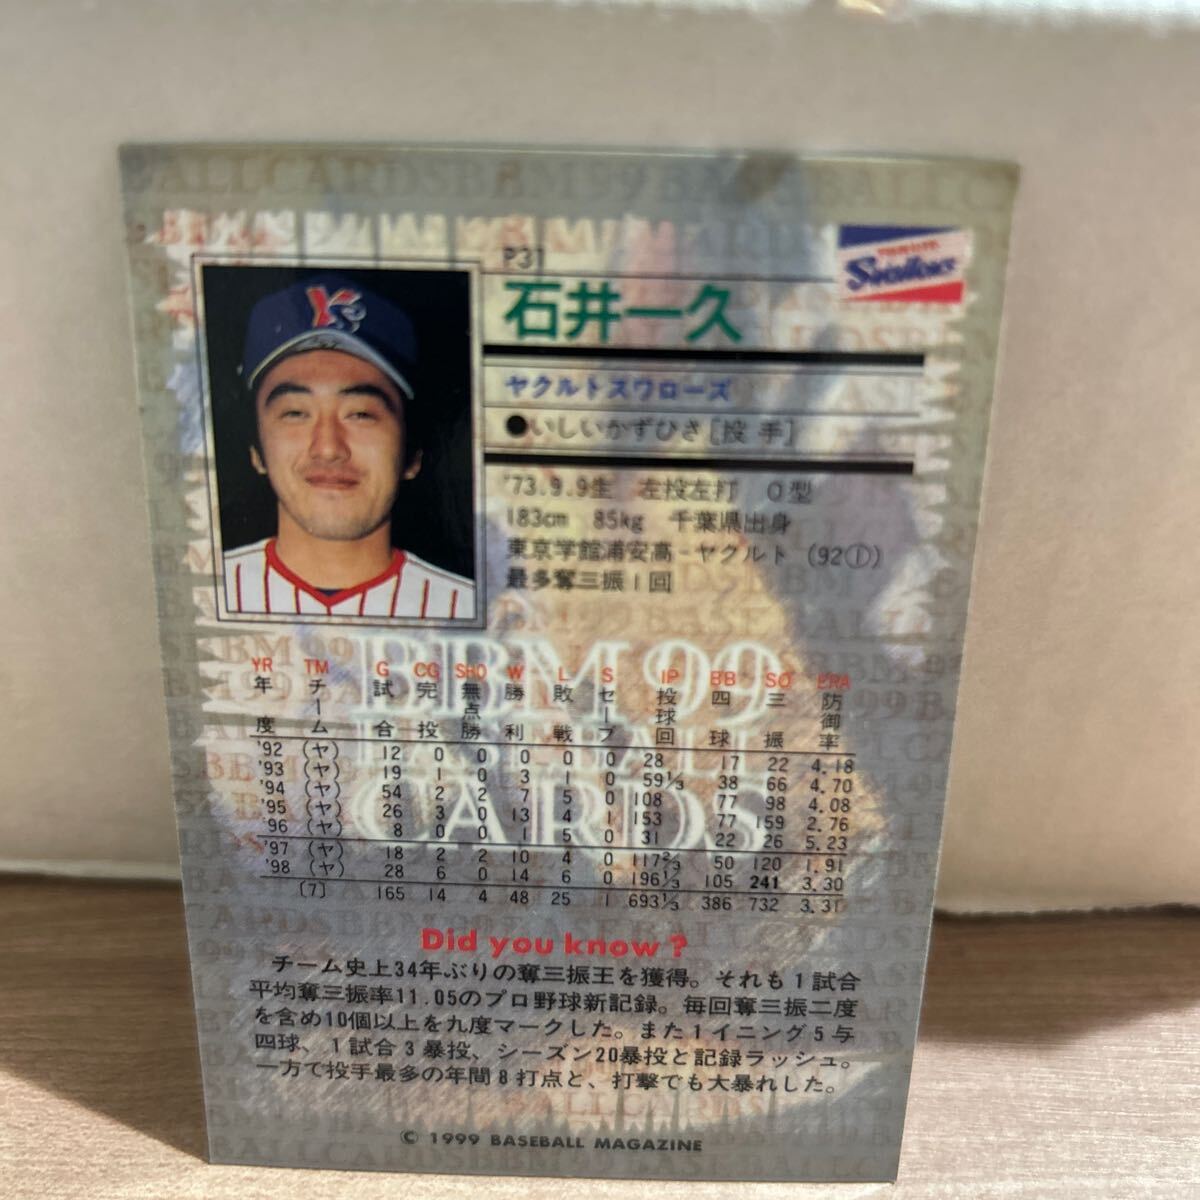 P31
石井一久
YAKULT
Swallows
ヤクルトスワローズ
●いしいかずひさ[投 手]
'73.9.9生 左投左打 O型
183cm 85kg 千葉県出身
東京学館浦安高-ヤクルト (92①)
最多奪三振1回
BBM 99
BASEBALL
CARDS
YR TM G CG SHO W L S IP BB SO ERA
年度 チーム 試合 完投 無点勝 勝利 敗戦 セーブ 投球回 四球 三振 防御率
'92 (ヤ) 12 0 0 0 0 0 28 17 22 4.18
'93 (ヤ) 19 1 0 3 1 0 59⅓ 38 66 4.70
'94 (ヤ) 54 2 2 7 5 0 108 77 98 4.08
'95 (ヤ) 26 3 0 13 4 1 153 77 159 2.76
'96 (ヤ) 8 0 0 1 5 0 31 22 26 5.23
'97 (ヤ) 18 2 2 10 4 0 117⅔ 50 120 1.91
'98 (ヤ) 28 6 0 14 6 0 196⅓ 105 241 3.30
(7) 165 14 4 48 25 1 693⅓ 386 732 3.31
Did you know?
チーム史上34年ぶりの奪三振王を獲得。それも1試合
平均奪三振率11.05のプロ野球新記録。毎回奪三振二度
を含め10個以上を九度マークした。また1イニング5与
四球、1試合3暴投、シーズン20暴投と記録ラッシュ。
一方で投手最多の年間8打点と、打撃でも大暴れした。
© 1999 BASEBALL MAGAZINE